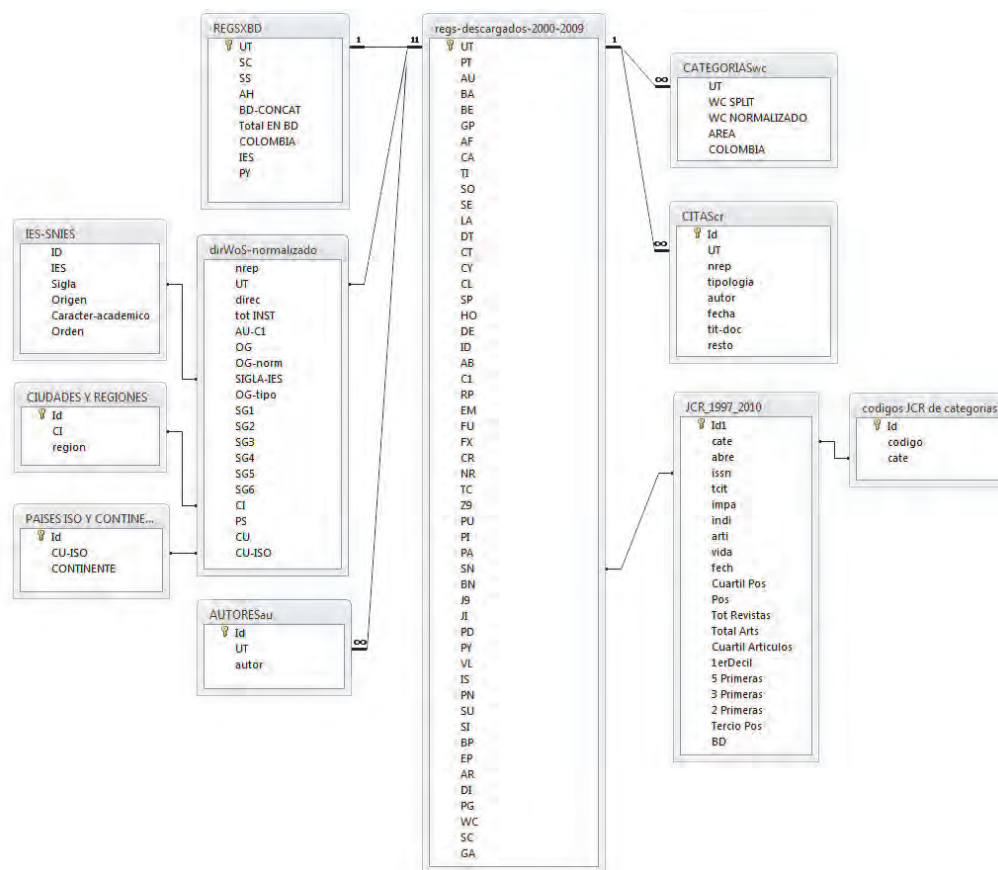 REGSXBD
UT
SC
SS
AH
BD-CONCAT
Total EN BD
COLOMBIA
IES
PY
1
11
regs-descargados-2000-2009
UT
PT
AU
BA
BE
GP
AF
CA
TI
SO
SE
LA
DT
CT
CY
CL
SP
HO
DE
ID
AB
C1
RP
EM
FU
FX
CR
NR
TC
Z9
PU
PI
PA
SN
BN
J9
JI
PD
PY
VL
IS
PN
SU
SI
BP
EP
AR
DI
PG
WC
SC
GA
1
∞
CATEGORIASwc
UT
WC SPLIT
WC NORMALIZADO
AREA
COLOMBIA
∞
CITAScr
Id
UT
nrep
tipologia
autor
fecha
tit-doc
resto
IES-SNIES
ID
IES
Sigla
Origen
Caracter-academico
Orden
dirWoS-normalizado
nrep
UT
direc
tot INST
AU-C1
OG
OG-norm
SIGLA-IES
OG-tipo
SG1
SG2
SG3
SG4
SG5
SG6
CI
PS
CU
CU-ISO
CIUDADES Y REGIONES
Id
CI
region
PAISES ISO Y CONTINE...
Id
CU-ISO
CONTINENTE
AUTORESau
Id
UT
autor
∞
JCR_1997_2010
Id1
cate
abre
issn
tcit
impa
indi
arti
vida
fech
Cuartil Pos
Pos
Tot Revistas
Total Arts
Cuartil Articulos
1erDecil
5 Primeras
3 Primeras
2 Primeras
Tercio Pos
BD
codigos JCR de categorias
Id
codigo
cate